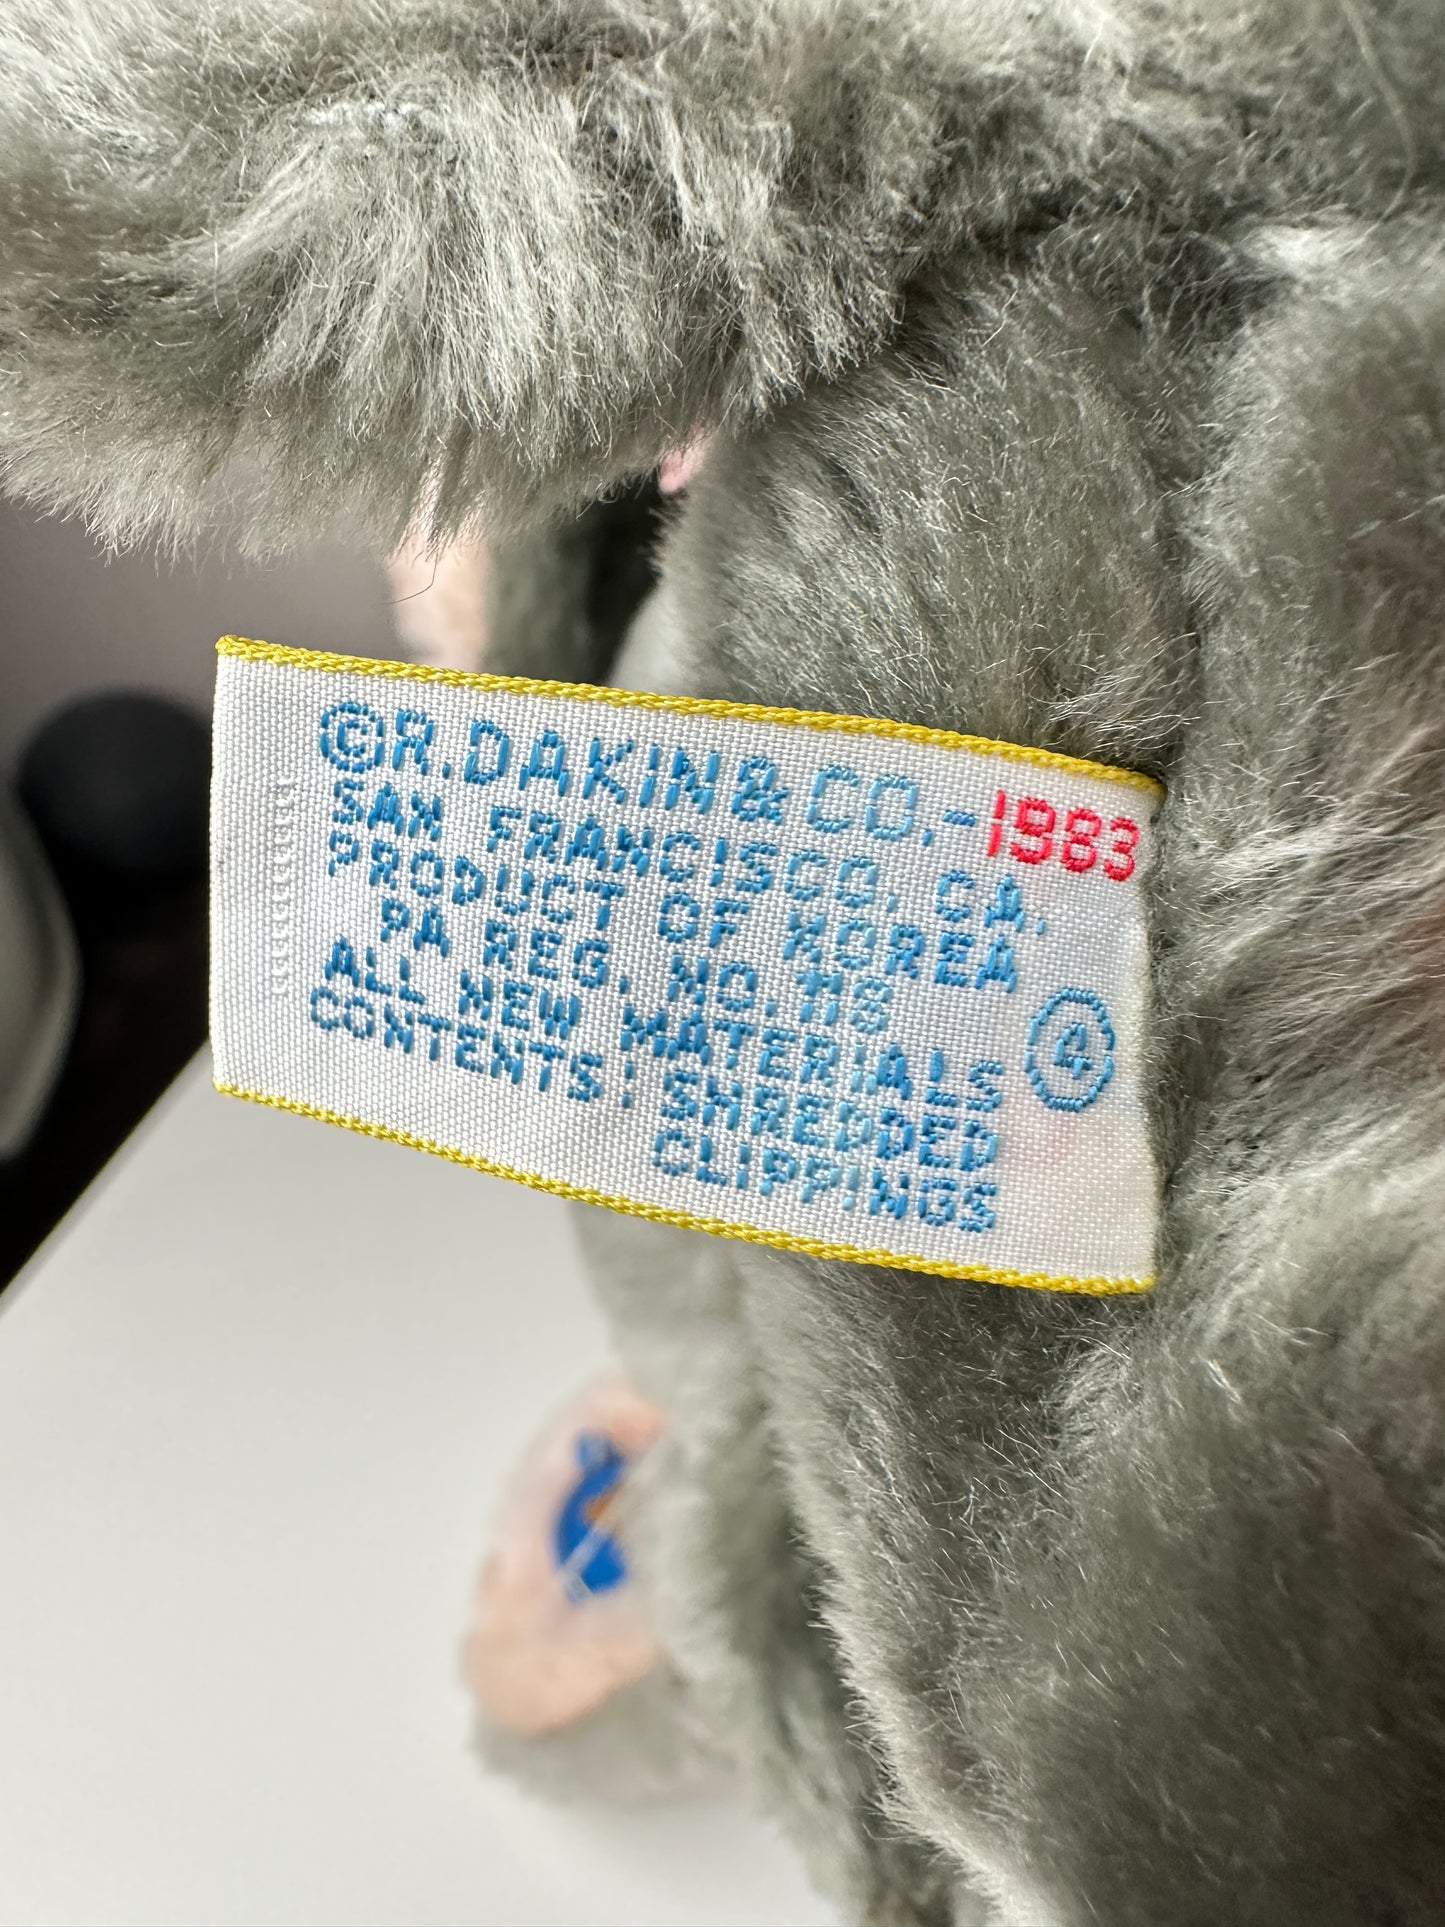 ©R.DAKIN&CO.-1983
SAN FRANCISCO, CA.
PRODUCT OF KOREA
PA REG. NO. 118
ALL NEW MATERIALS
CONTENTS: SHREDDED
CLIPPINGS
4